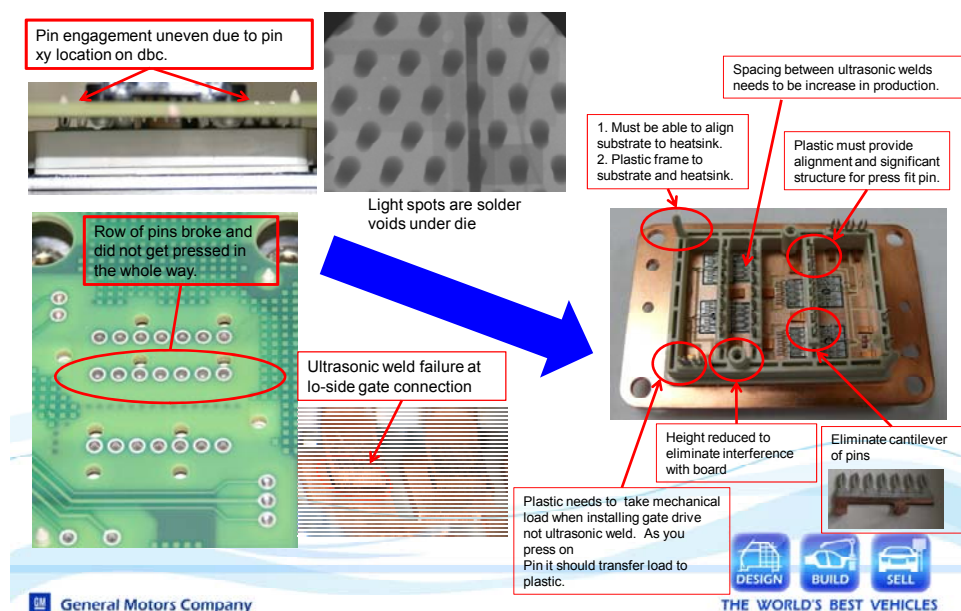 Pin engagement uneven due to pin
xy location on dbc.
Light spots are solder
voids under die
Spacing between ultrasonic welds
needs to be increase in production.
1. Must be able to align
substrate to heatsink.
2. Plastic frame to
substrate and heatsink.
Plastic must provide
alignment and significant
structure for press fit pin.
Row of pins broke and
did not get pressed in
the whole way.
Ultrasonic weld failure at
lo-side gate connection
Height reduced to
eliminate interference
with board
Eliminate cantilever
of pins
Plastic needs to take mechanical
load when installing gate drive
not ultrasonic weld. As you
press on
Pin it should transfer load to
plastic.
DESIGN
BUILD
SELL
GM General Motors Company
THE WORLD'S BEST VEHICLES